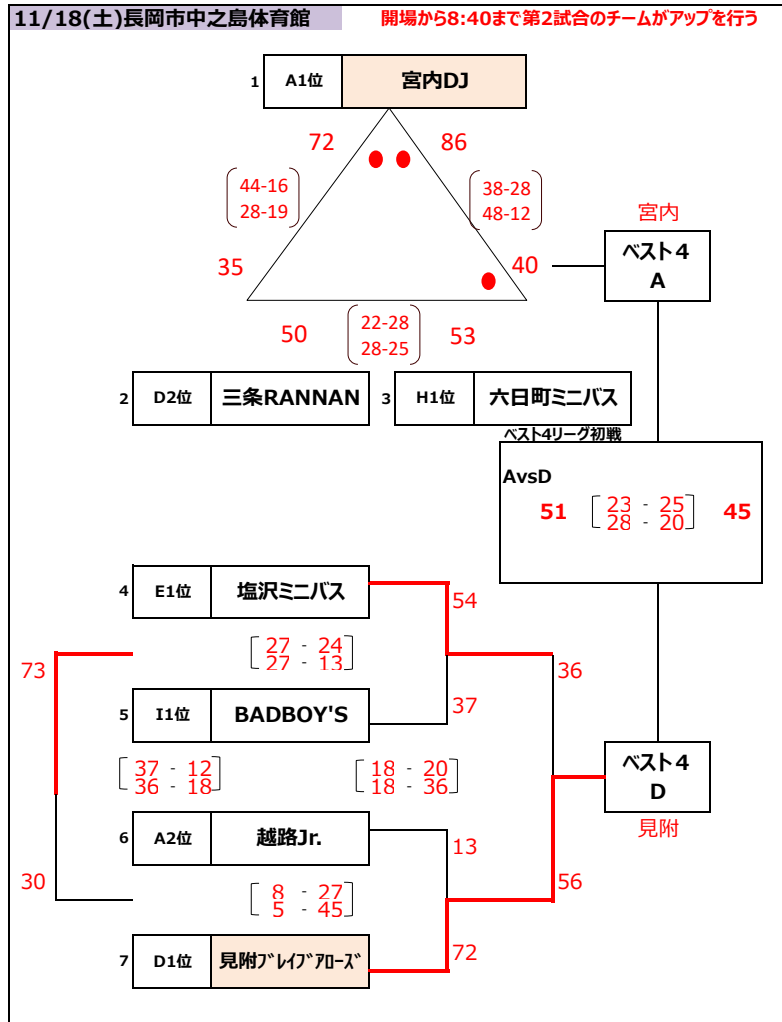 11/18(土)長岡市中之島体育館
開場から8:40まで第2試合のチームがアップを行う
1 A1位 宮内DJ
72 86
44-16
28-19
38-28
48-12
宮内
ベスト4
A
35 40
50
22-28
28-25
53
2 D2位 三条RANNAN
3 H1位 六日町ミニバス
ベスト4リーグ初戦
AvsD
51
23 - 25
28 - 20
45
4 E1位 塩沢ミニバス
54
27 - 24
27 - 13
73
36
37
5 I1位 BADBOY'S
37 - 12
36 - 18
18 - 20
18 - 36
ベスト4
D
見附
6 A2位 越路Jr.
13
30
56
8 - 27
5 - 45
7 D1位 見附ﾌﾞﾚｲﾌﾞｱﾛｰｽﾞ
72